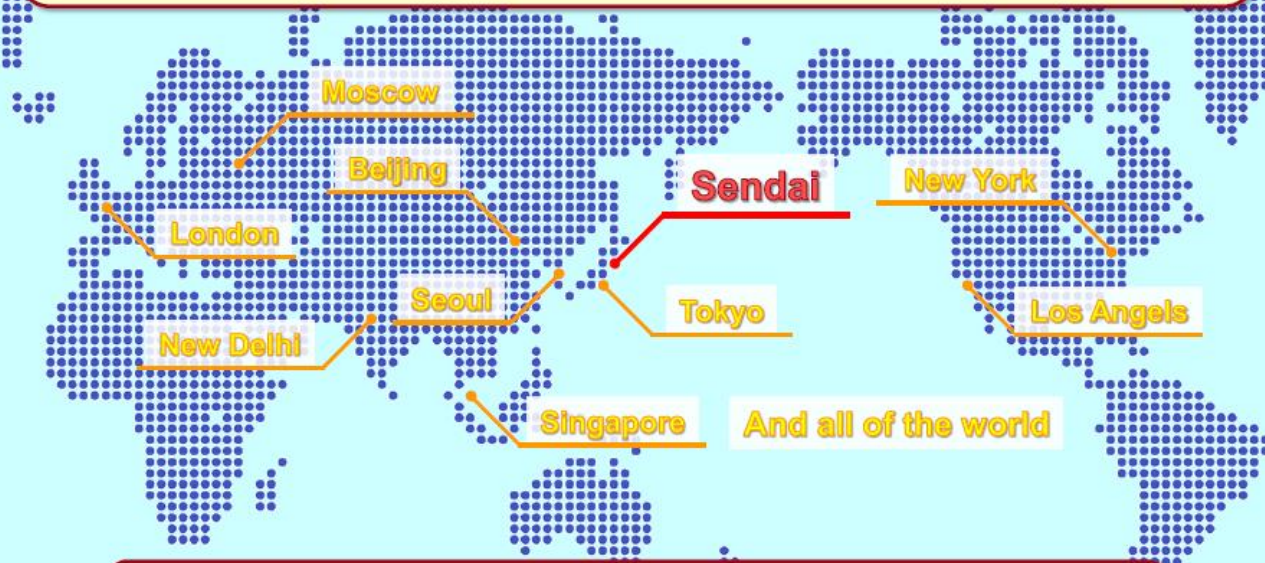 Moscow
Beijing
Sendai
New York
London
Seoul
Tokyo
Los Angels
New Delhi
Singapore
And all of the world